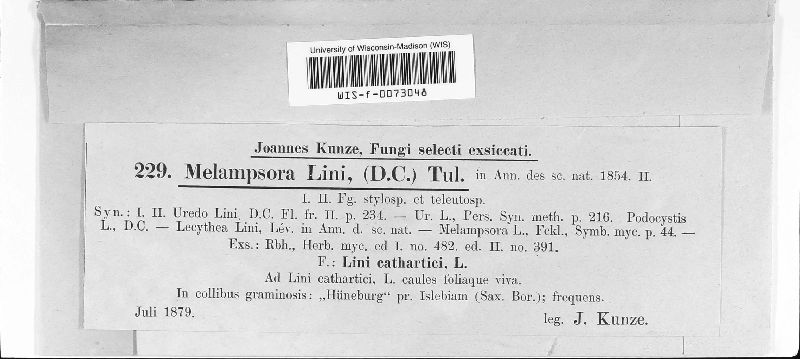 University of Wisconsin-Madison (WIS)
WIS-f-0073048
Joannes Kunze, Fungi selecti exsiccati.
229. Melampsora Lini, (D.C.) Tul. in Ann. des sc. nat. 1854. II.
I. II. Fg. stylosp. et teleutosp.
Syn.: I. II. Uredo Lini, D.C. Fl. fr. II. p. 234. — Ur. L., Pers. Syn. meth. p. 216. Podocystis
L., D.C. — Lecythea Lini, Lév. in Ann. d. sc. nat. — Melampsora L., Fckl., Symb. myc. p. 44. —
Exs.: Rbh., Herb. myc. ed I. no. 482. ed. II. no. 391.
F.: Lini cathartici, L.
Ad Lini cathartici, L. caules foliaque viva.
In collibus graminosis: „Hüneburg“ pr. Islebiam (Sax. Bor.); frequens.
Juli 1879.
leg. J. Kunze.